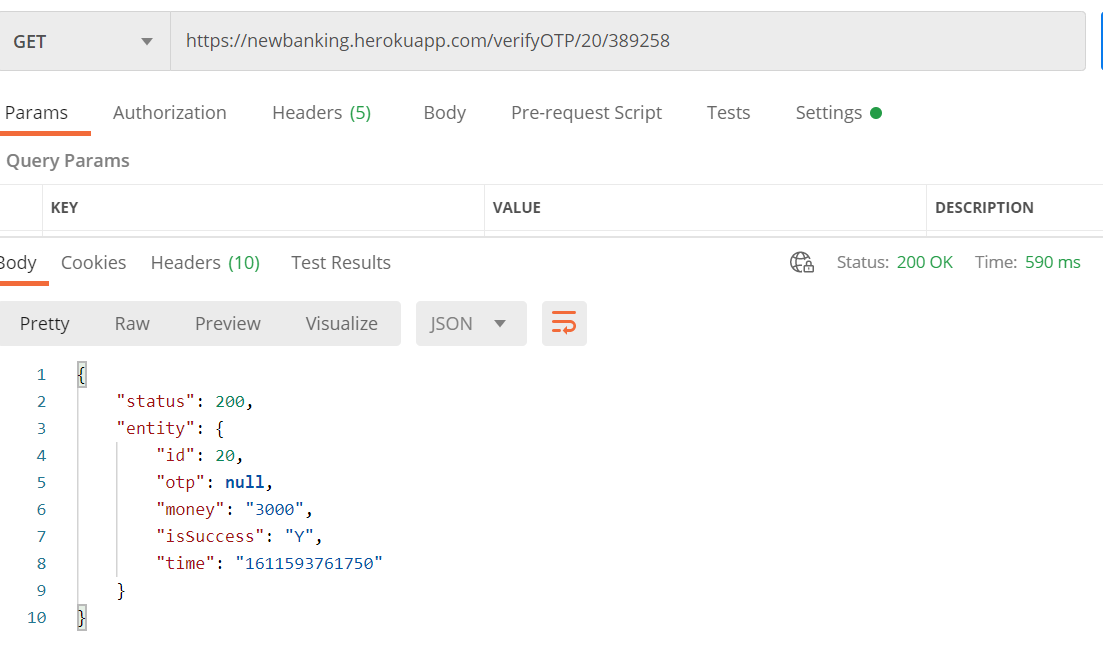 GET https://newbanking.herokuapp.com/verifyOTP/20/389258
Params Authorization Headers (5) Body Pre-request Script Tests Settings
Query Params
KEY VALUE DESCRIPTION
Body Cookies Headers (10) Test Results Status: 200 OK Time: 590 ms
Pretty Raw Preview Visualize JSON
1 {
2 "status": 200,
3 "entity": {
4 "id": 20,
5 "otp": null,
6 "money": "3000",
7 "isSuccess": "Y",
8 "time": "1611593761750"
9 }
10 }